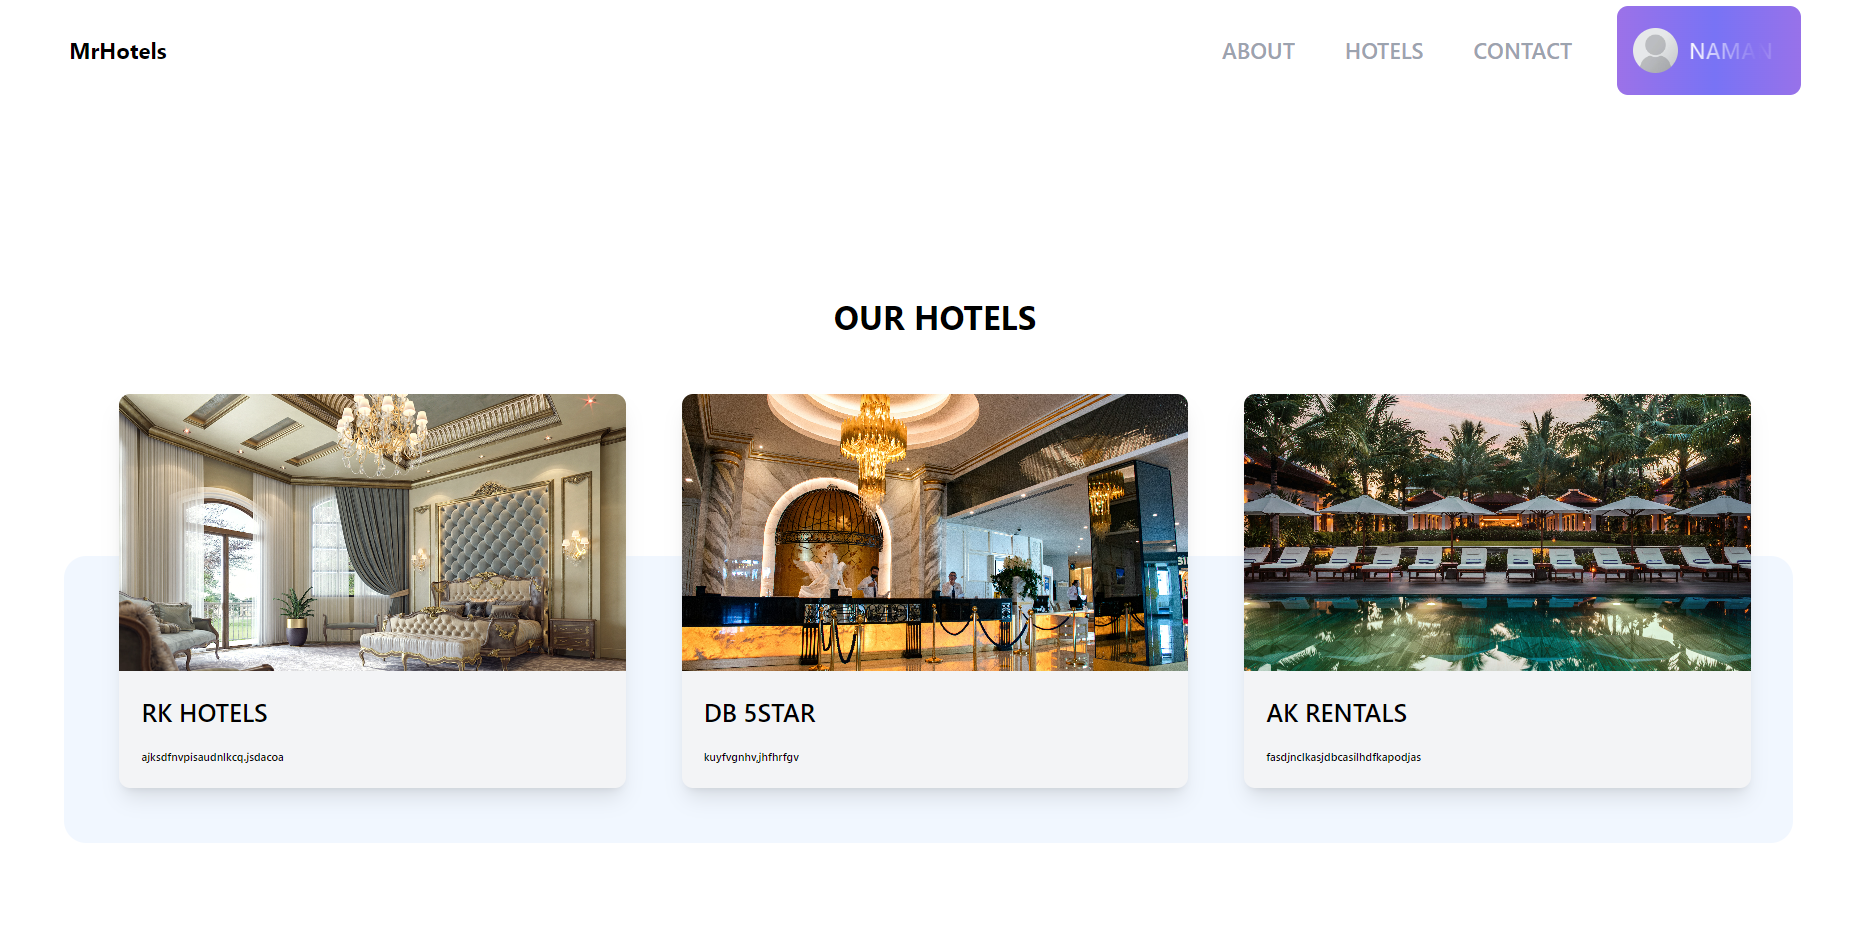 MrHotels
ABOUT
HOTELS
CONTACT
NAMAN
OUR HOTELS
RK HOTELS
ajksdfnvpisaudnlkcq,jsdacoa
DB 5STAR
kuyfvgnhv,jhfhrfgv
AK RENTALS
fasdjnclkasjdbcasilhdfkapodjas